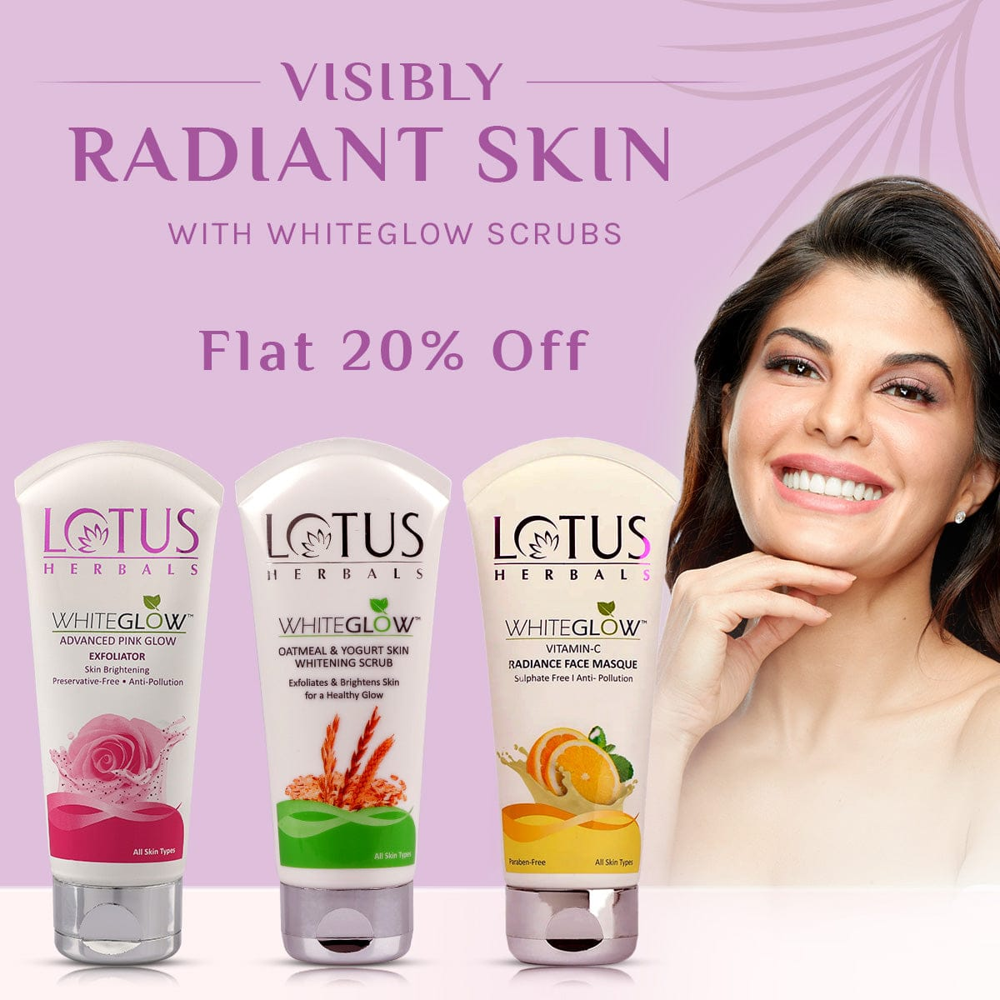 VISIBLY
RADIANT SKIN
WITH WHITEGLOW SCRUBS
Flat 20% Off
LOTUS
HERBALS
WHITEGLOW™
ADVANCED PINK GLOW
EXFOLIATOR
Skin Brightening
Preservative-Free • Anti-Pollution
All Skin Types
LOTUS
HERBALS
WHITEGLOW™
OATMEAL & YOGURT SKIN
WHITENING SCRUB
Exfoliates & Brightens Skin
for a Healthy Glow
All Skin Types
LOTUS
HERBALS
WHITEGLOW™
VITAMIN-C
RADIANCE FACE MASQUE
Sulphate Free I Anti- Pollution
Paraben-Free All Skin Types